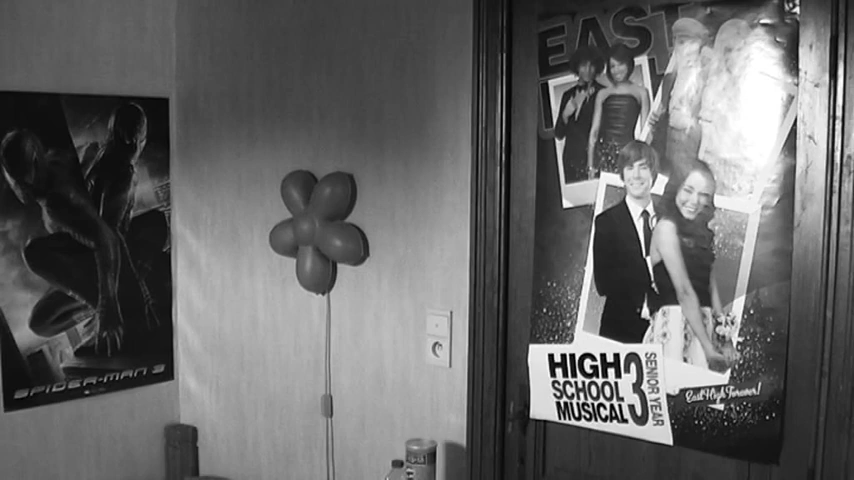 SPIDER-MAN 3
EAST
HIGH
SCHOOL
MUSICAL
3
SENIOR YEAR
East High Forever!